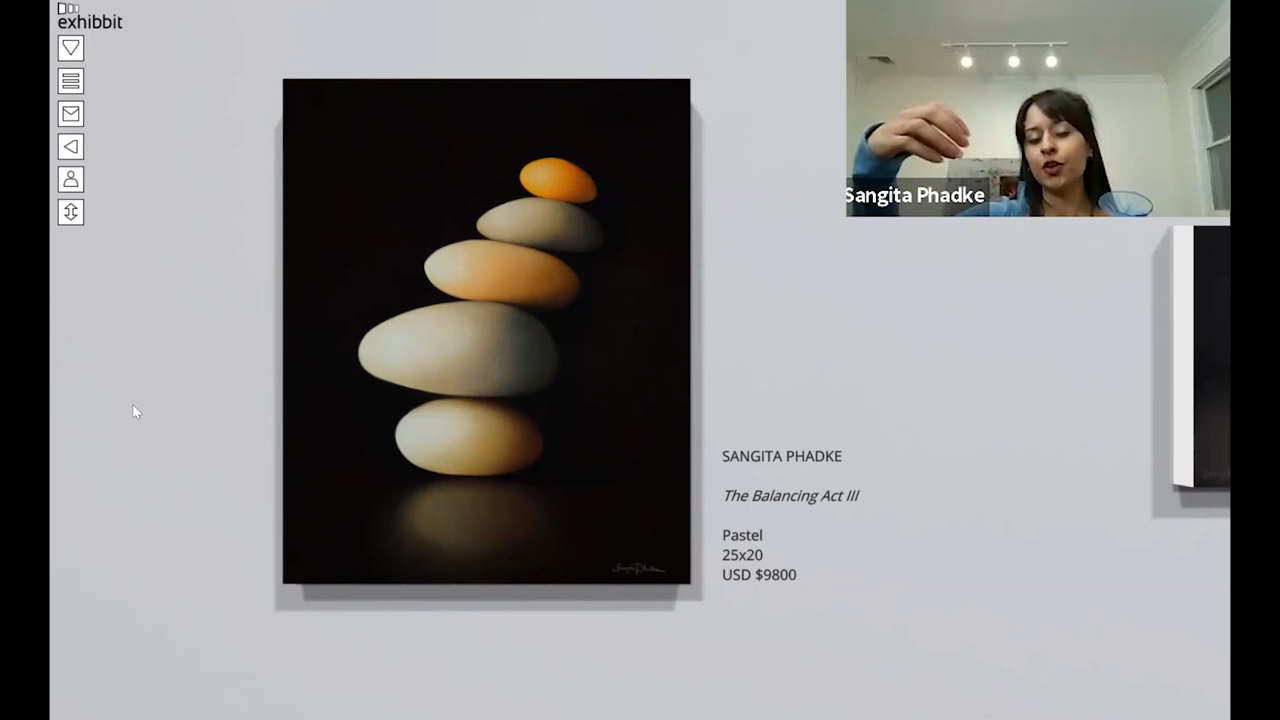 exhibbit
Sangita Phadke
SANGITA PHADKE
The Balancing Act III
Pastel
25x20
USD $9800